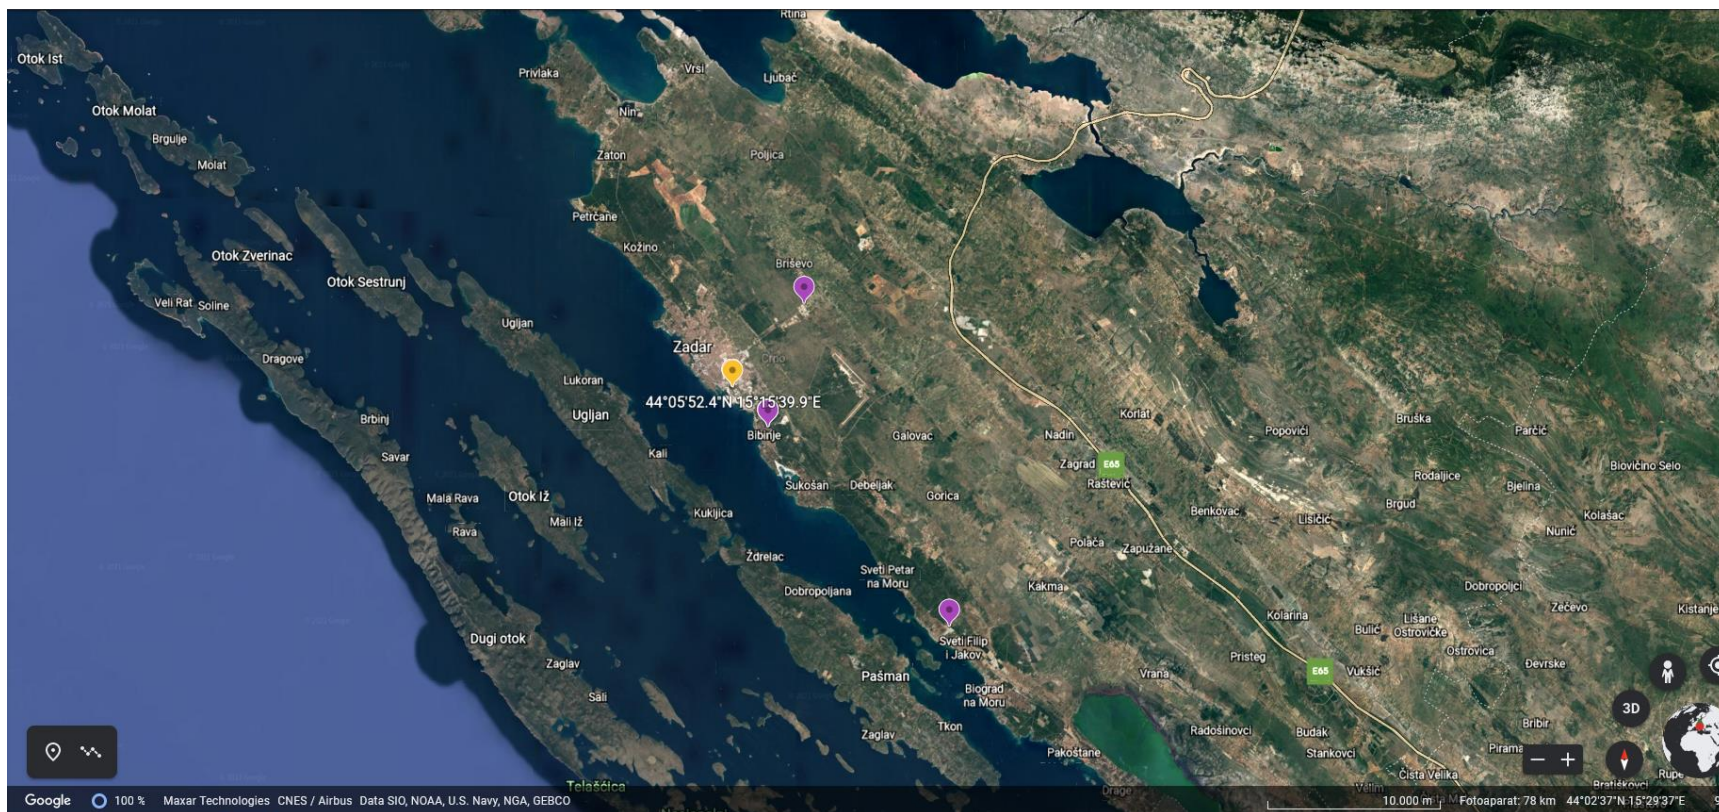 Rtina
Otok Ist
Privlaka
Vrsi
Ljubač
Otok Molat
Nin
Brgulje
Zaton
Poljica
Molat
Petrčane
Otok Zverinac
Kožino
Briševo
Otok Sestrunj
Veli Rat
Soline
Ugljan
Zadar
Crno
Dragove
Lukoran
44°05'52.4"N 15°15'39.9"E
Ugljan
Korlat
Bruška
Brbinj
Bibinje
Galovac
Nadin
Popovići
Parčić
Kali
Savar
Zagrad
E65
Biovičino Selo
Raštević
Rodaljice
Sukošan
Debeljak
Bjelina
Mala Rava
Otok Iž
Gorica
Benkovac
Brgud
Kukljica
Mali Iž
Lišičić
Kolašac
Rava
Nunić
Polača
Zapužane
Ždrelac
Sveti Petar
na Moru
Dobropoljana
Kakma
Dobropoljci
Zečevo
Kistanje
Kolarina
Lišane
Ostrovičke
Bulić
Dugi otok
Sveti Filip
i Jakov
Ostrovica
Zaglav
Pristeg
Đevrske
E65
Vukšić
Pašman
Vrana
Biograd
na Moru
Sali
3D
Tkon
Zaglav
Radošinovci
Budak
Bribir
Pakoštane
Stankovci
Pirama
Čista Velika
Rupe
Telašćica
Drage
Velim
Bratiškovci
Google
100 %
Maxar Technologies CNES / Airbus Data SIO, NOAA, U.S. Navy, NGA, GEBCO
10.000 m
Fotoaparat: 78 km
44°02'37"N 15°29'37"E